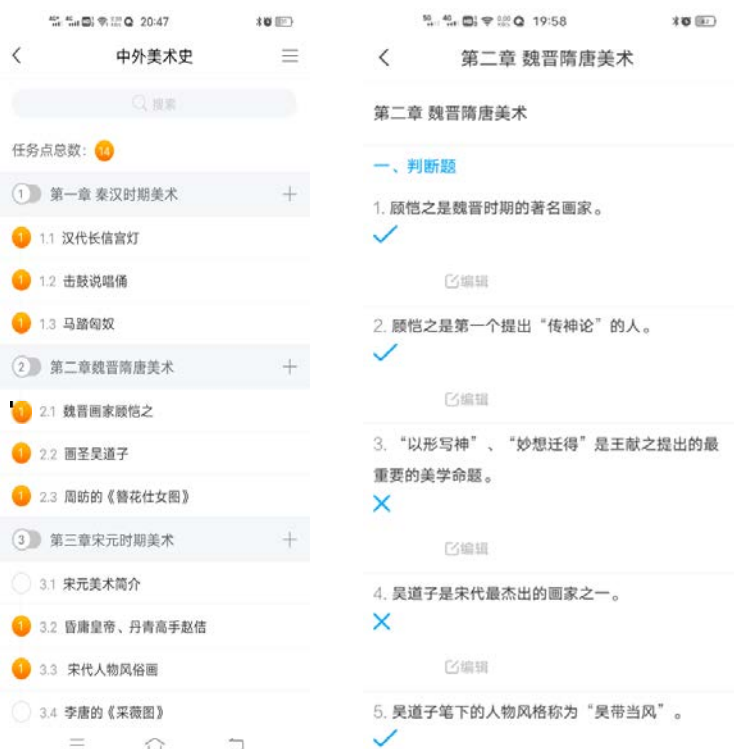 20:47
中外美术史
搜索
任务点总数: 14
1 第一章 秦汉时期美术
1 1.1 汉代长信宫灯
1 1.2 击鼓说唱俑
1 1.3 马踏匈奴
2 第二章魏晋隋唐美术
1 2.1 魏晋画家顾恺之
1 2.2 画圣吴道子
1 2.3 周昉的《簪花仕女图》
3 第三章宋元时期美术
3.1 宋元美术简介
1 3.2 昏庸皇帝、丹青高手赵佶
1 3.3 宋代人物风俗画
3.4 李唐的《采薇图》
19:58
第二章 魏晋隋唐美术
第二章 魏晋隋唐美术
一、判断题
1. 顾恺之是魏晋时期的著名画家。
编辑
2. 顾恺之是第一个提出“传神论”的人。
编辑
3. “以形写神”、“妙想迁得”是王献之提出的最
重要的美学命题。
编辑
4. 吴道子是宋代最杰出的画家之一。
编辑
5. 吴道子笔下的人物风格称为“吴带当风”。